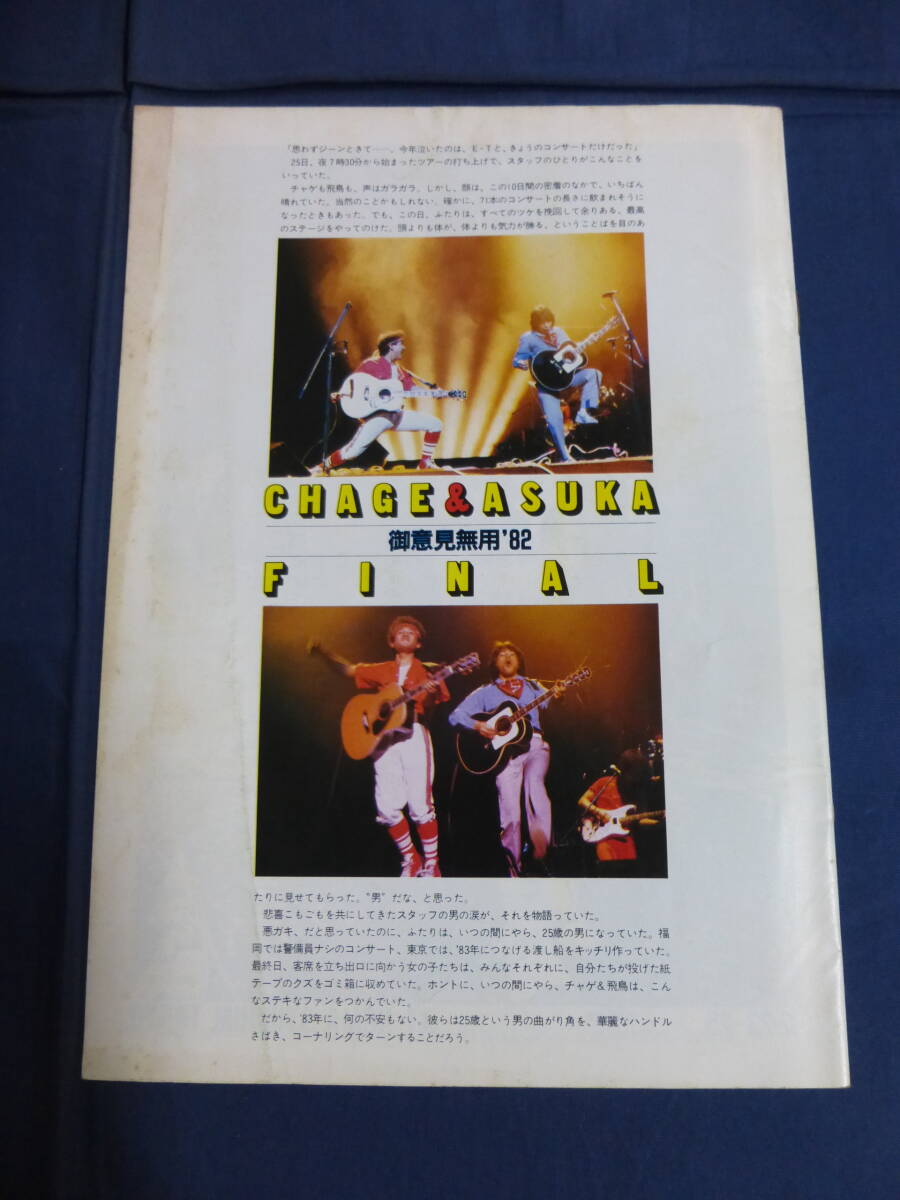 「思わずジーンときて――。今年泣いたのは、E・Tと、きょうのコンサートだけだった」
25日、夜7時30分から始まったツアーの打ち上げで、スタッフのひとりがこんなことを
いっていた。
チャゲも飛鳥も、声はガラガラ。しかし、顔は、この10日間の密着のなかで、いちばん
晴れていた。当然のことかもしれない。確かに、71本のコンサートの長さに飲まれそうに
なったときもあった。でも、この日、ふたりは、すべてのツケを挽回して余りある、最高
のステージをやってのけた。頭よりも体が、体よりも気力が勝る、ということばを目のあ
CHAGE&ASUKA
御意見無用'82
FINAL
たりに見せてもらった。"男"だな、と思った。
悲喜こもごもを共にしてきたスタッフの男の涙が、それを物語っていた。
悪ガキ、だと思っていたのに、ふたりは、いつの間にやら、25歳の男になっていた。福
岡では警備員ナシのコンサート、東京では、'83年につなげる渡し船をキッチリ作っていた。
最終日、客席を立ち出口に向かう女の子たちは、みんなそれぞれに、自分たちが投げた紙
テープのクズをゴミ箱に収めていた。ホントに、いつの間にやら、チャゲ&飛鳥は、こん
なステキなファンをつかんでいた。
だから、'83年に、何の不安もない。彼らは25歳という男の曲がり角を、華麗なハンドル
さばき、コーナリングでターンすることだろう。